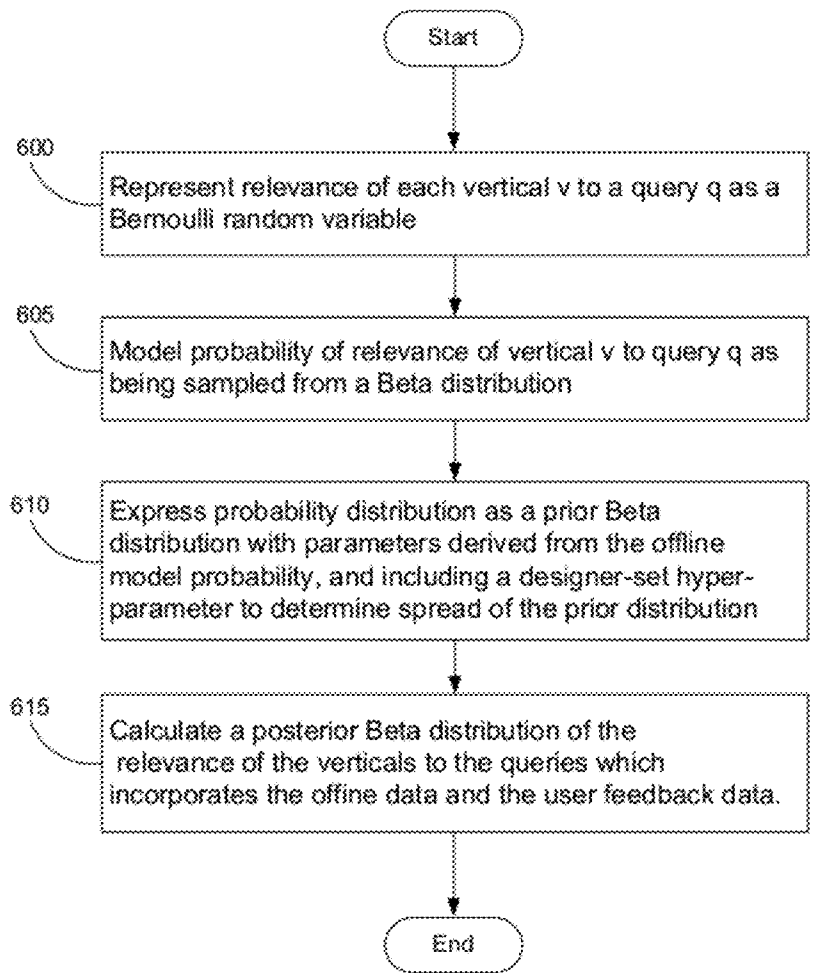 Start
600
Represent relevance of each vertical v to a query q as a
Bernoulli random variable
605
Model probability of relevance of vertical v to query q as
being sampled from a Beta distribution
610
Express probability distribution as a prior Beta
distribution with parameters derived from the offline
model probability, and including a designer-set hyper-
parameter to determine spread of the prior distribution
615
Calculate a posterior Beta distribution of the
relevance of the verticals to the queries which
incorporates the offine data and the user feedback data.
End